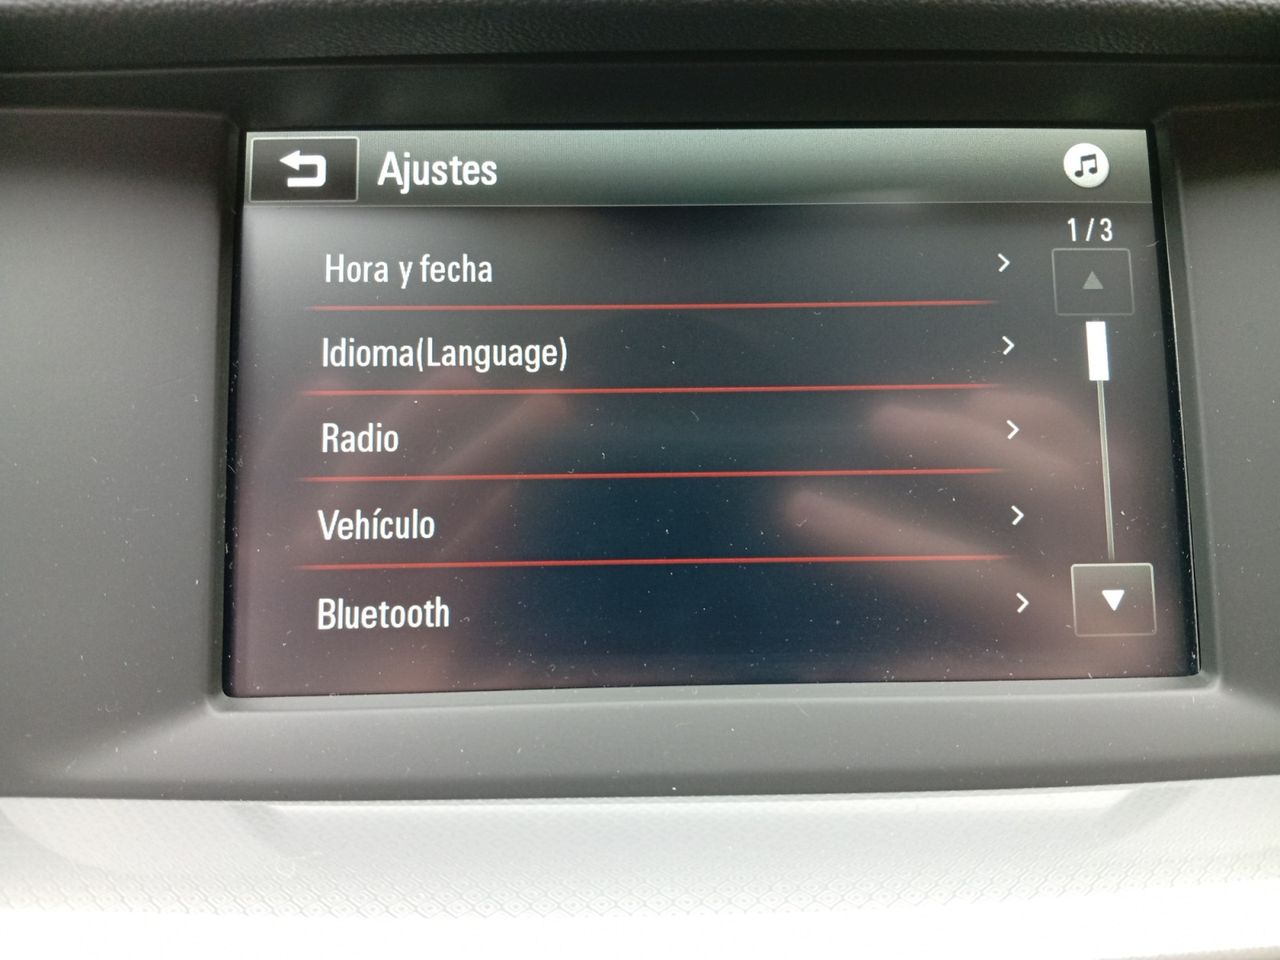 Ajustes
1 / 3
Hora y fecha
Idioma(Language)
Radio
Vehículo
Bluetooth